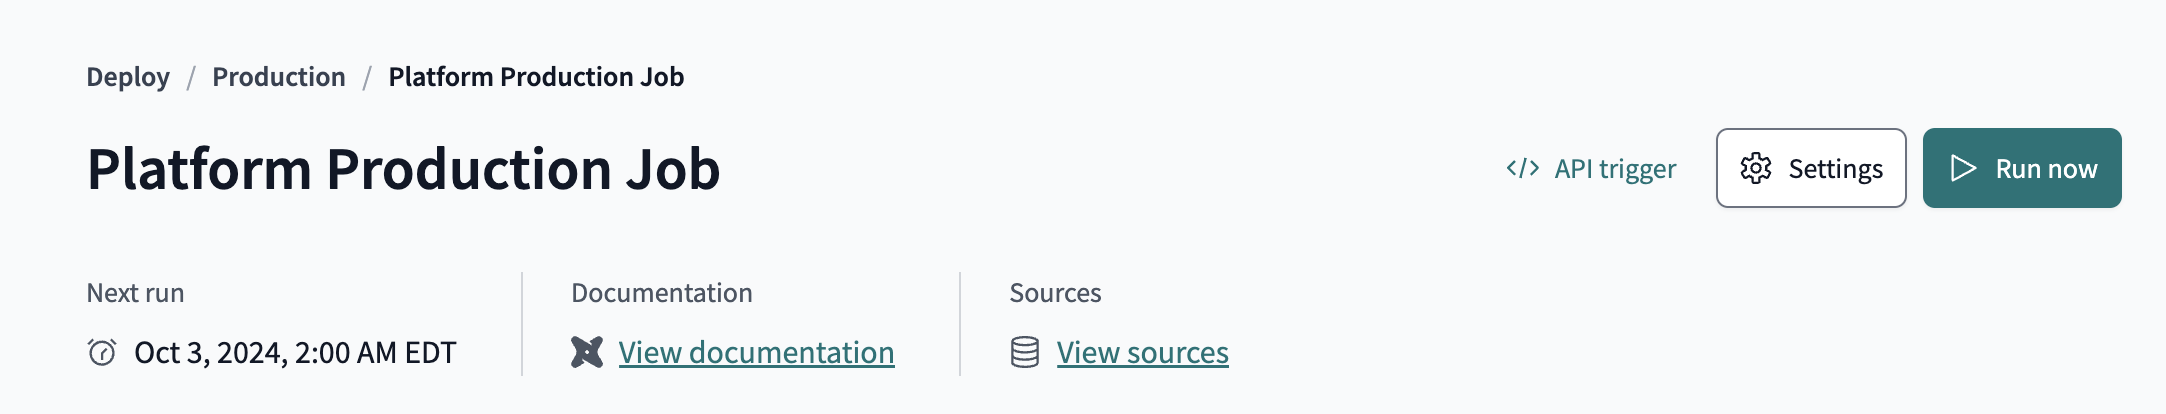 Deploy / Production / Platform Production Job
Platform Production Job
</> API trigger
Settings
Run now
Next run
Oct 3, 2024, 2:00 AM EDT
Documentation
View documentation
Sources
View sources